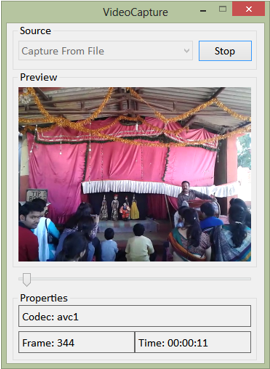 VideoCapture
Source
Capture From File
Stop
Preview
Properties
Codec: avc1
Frame: 344
Time: 00:00:11